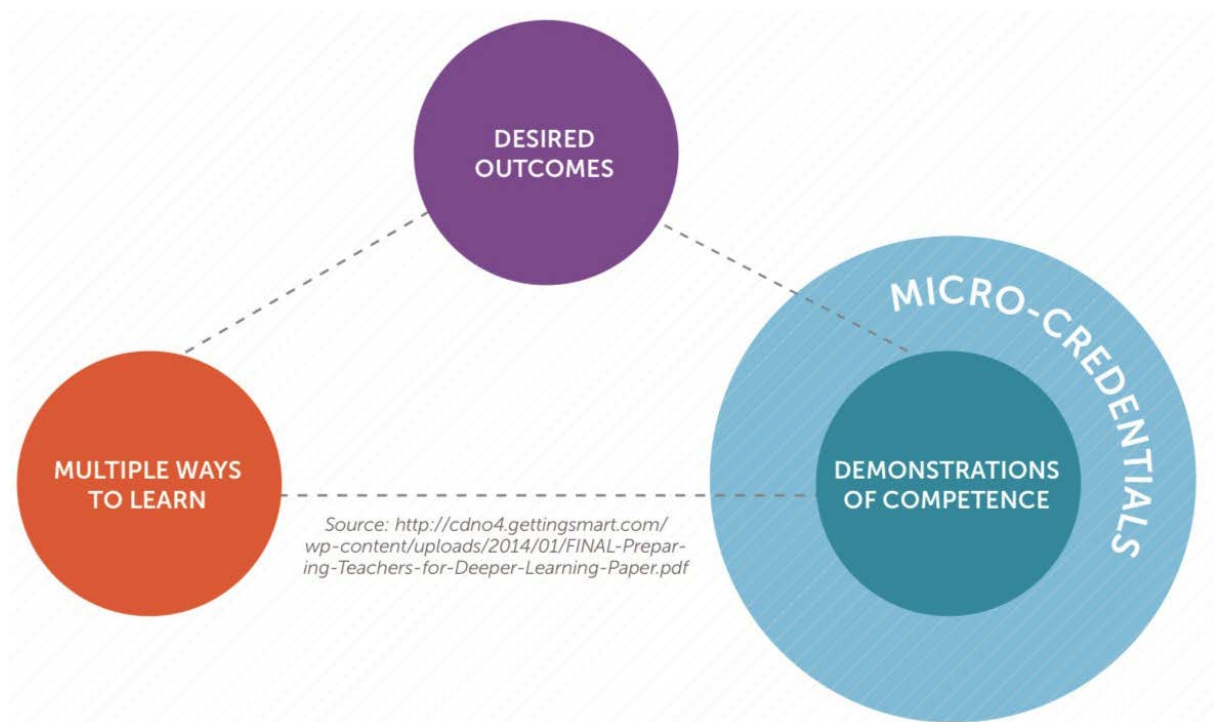 DESIRED
OUTCOMES
MICRO-CREDENTIALS
MULTIPLE WAYS
TO LEARN
DEMONSTRATIONS
OF COMPETENCE
Source: http://cdno4.gettingsmart.com/
wp-content/uploads/2014/01/FINAL-Prepar-
ing-Teachers-for-Deeper-Learning-Paper.pdf